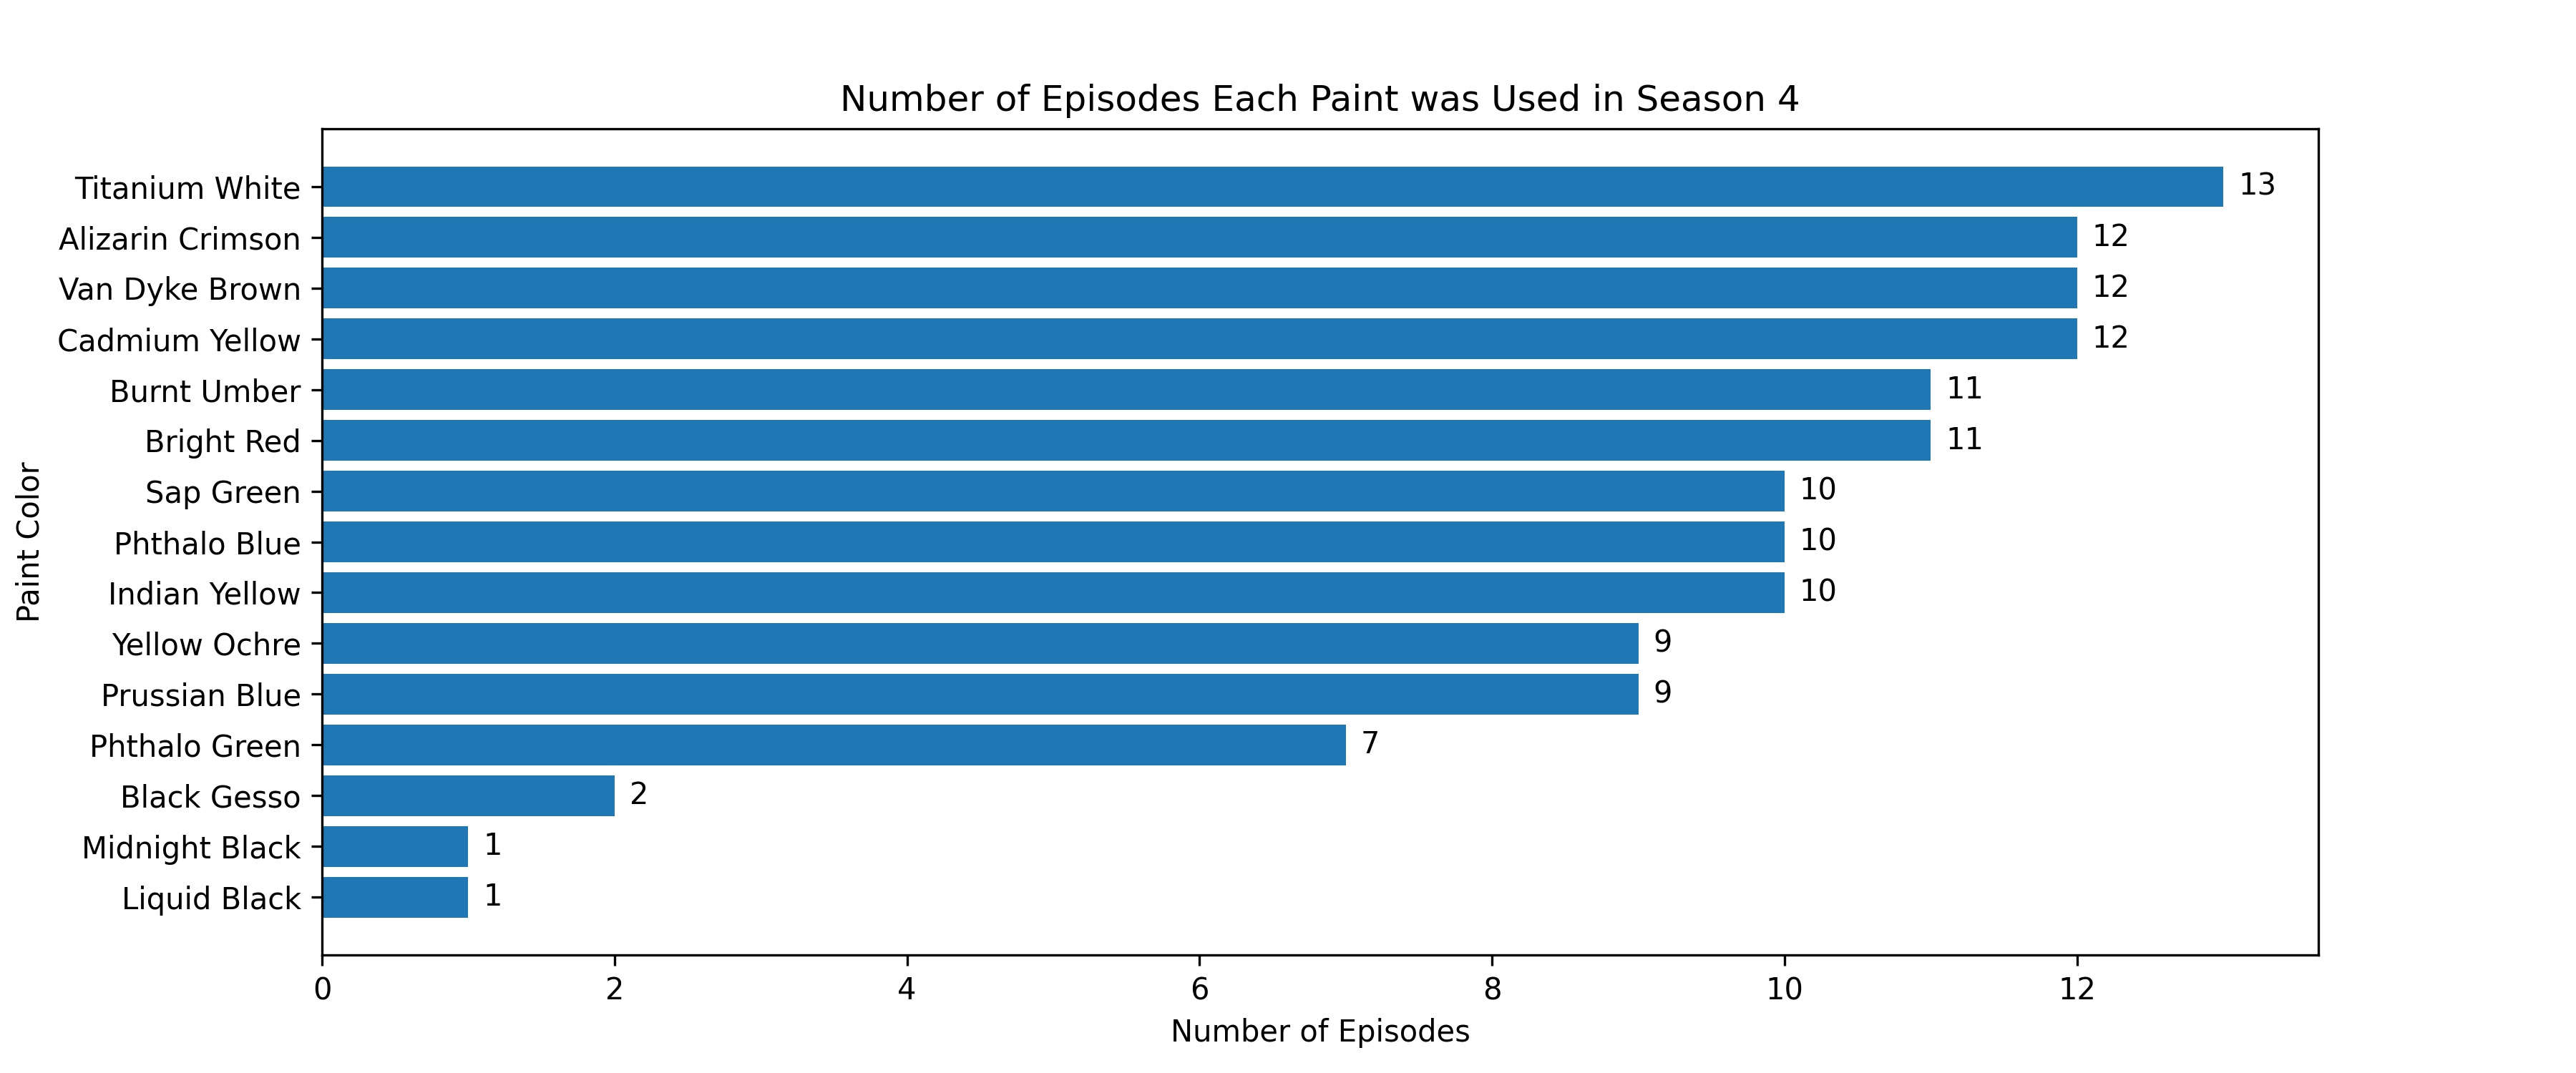 Number of Episodes Each Paint was Used in Season 4
Paint Color
Titanium White 13
Alizarin Crimson 12
Van Dyke Brown 12
Cadmium Yellow 12
Burnt Umber 11
Bright Red 11
Sap Green 10
Phthalo Blue 10
Indian Yellow 10
Yellow Ochre 9
Prussian Blue 9
Phthalo Green 7
Black Gesso 2
Midnight Black 1
Liquid Black 1
0 2 4 6 8 10 12
Number of Episodes